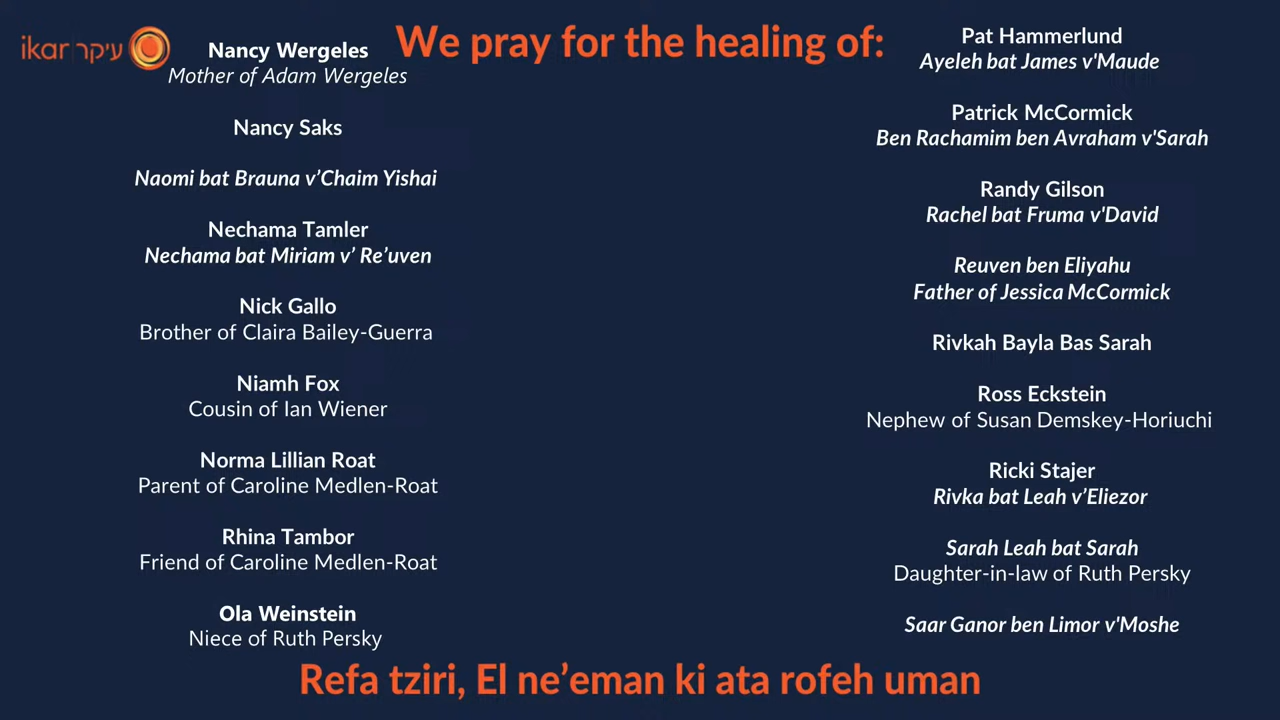 ikar|עיקר
We pray for the healing of:
Nancy Wergeles
Mother of Adam Wergeles
Nancy Saks
Naomi bat Brauna v’Chaim Yishai
Nechama Tamler
Nechama bat Miriam v’ Re’uven
Nick Gallo
Brother of Claira Bailey-Guerra
Niamh Fox
Cousin of Ian Wiener
Norma Lillian Roat
Parent of Caroline Medlen-Roat
Rhina Tambor
Friend of Caroline Medlen-Roat
Ola Weinstein
Niece of Ruth Persky
Pat Hammerlund
Ayeleh bat James v'Maude
Patrick McCormick
Ben Rachamim ben Avraham v'Sarah
Randy Gilson
Rachel bat Fruma v'David
Reuven ben Eliyahu
Father of Jessica McCormick
Rivkah Bayla Bas Sarah
Ross Eckstein
Nephew of Susan Demskey-Horiuchi
Ricki Stajer
Rivka bat Leah v’Eliezor
Sarah Leah bat Sarah
Daughter-in-law of Ruth Persky
Saar Ganor ben Limor v'Moshe
Refa tziri, El ne’eman ki ata rofeh uman